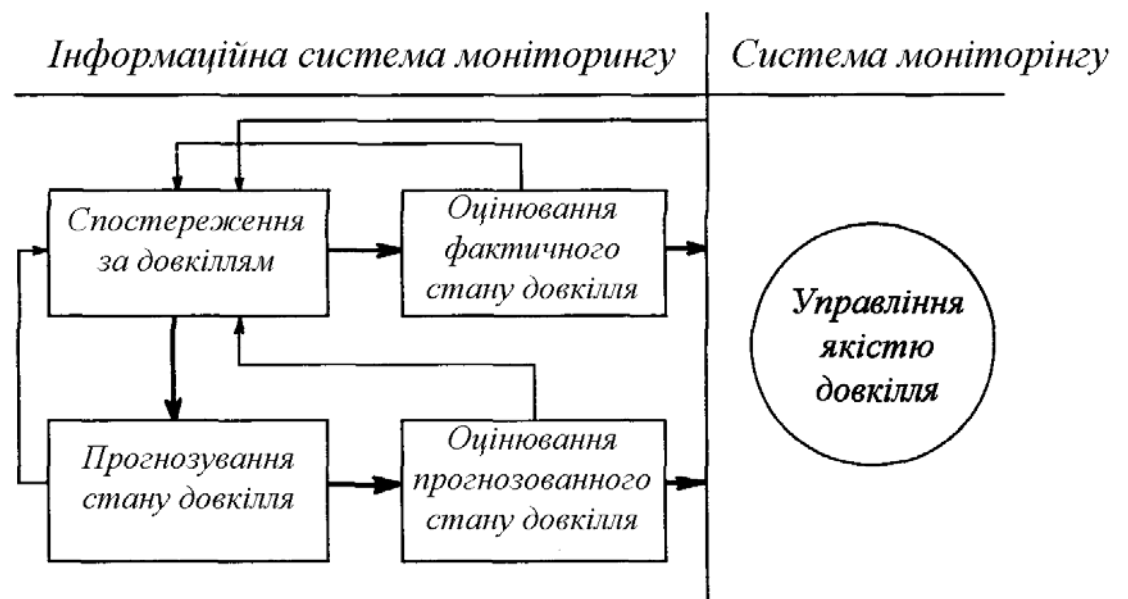 Інформаційна система моніторингу
Система моніторінгу
Спостереження
за довкіллям
Оцінювання
фактичного
стану довкілля
Управління
якістю
довкілля
Прогнозування
стану довкілля
Оцінювання
прогнозованного
стану довкілля